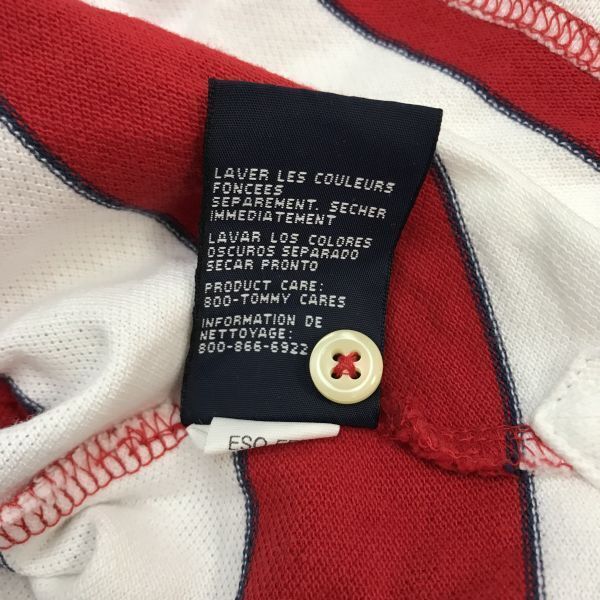 LAVER LES COULEURS
FONCEES
SEPAREMENT. SECHER
IMMEDIATEMENT
LAVAR LOS COLORES
OSCUROS SEPARADO
SECAR PRONTO
PRODUCT CARE:
800-TOMMY CARES
INFORMATION DE
NETTOYAGE:
800-866-6922
ESO